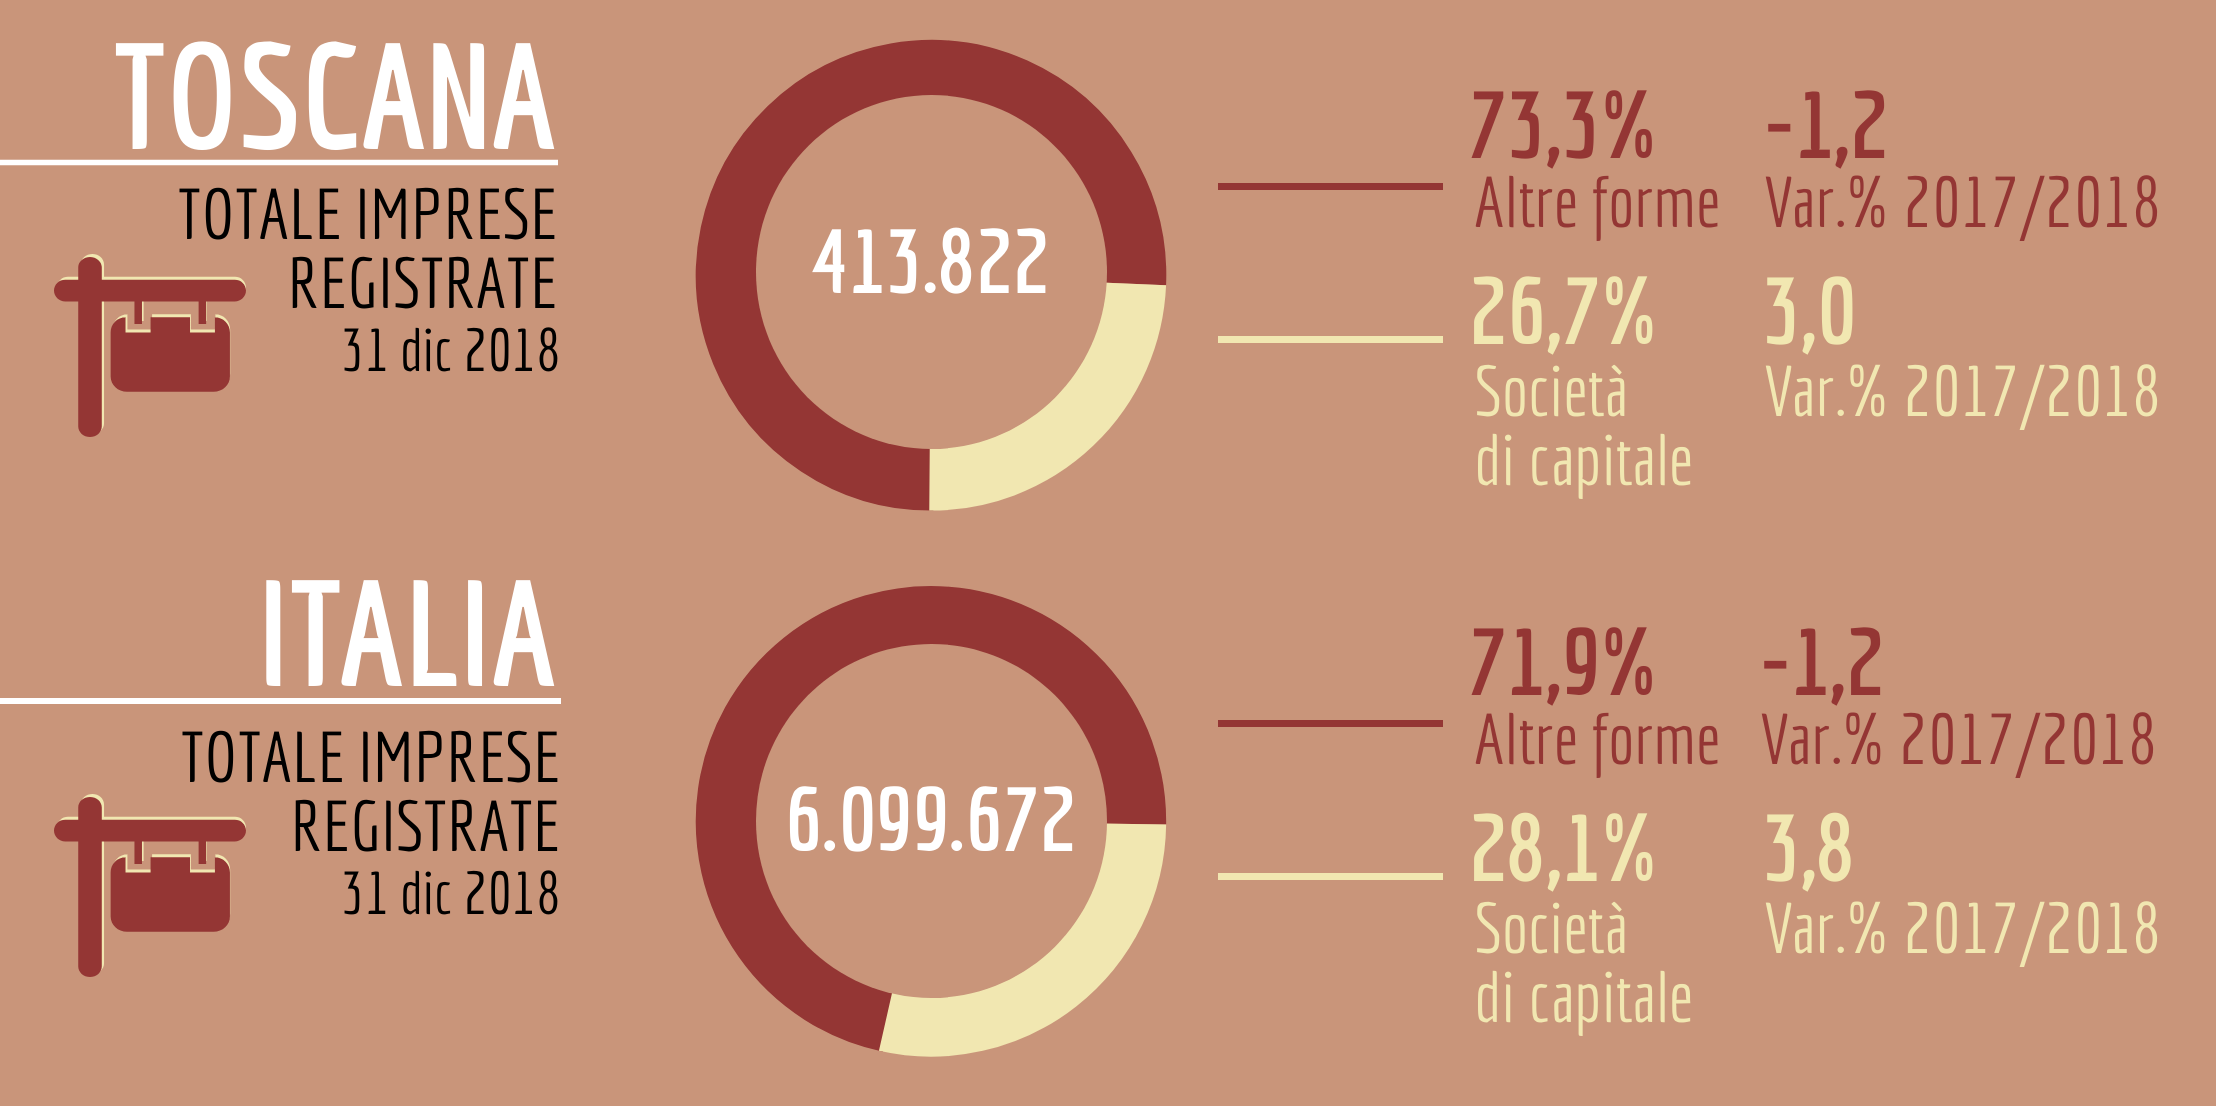 TOSCANA
TOTALE IMPRESE
REGISTRATE
31 dic 2018
413.822
73,3%
Altre forme
-1,2
Var.% 2017/2018
26,7%
Società
di capitale
3,0
Var.% 2017/2018
ITALIA
TOTALE IMPRESE
REGISTRATE
31 dic 2018
6.099.672
71,9%
Altre forme
-1,2
Var.% 2017/2018
28,1%
Società
di capitale
3,8
Var.% 2017/2018